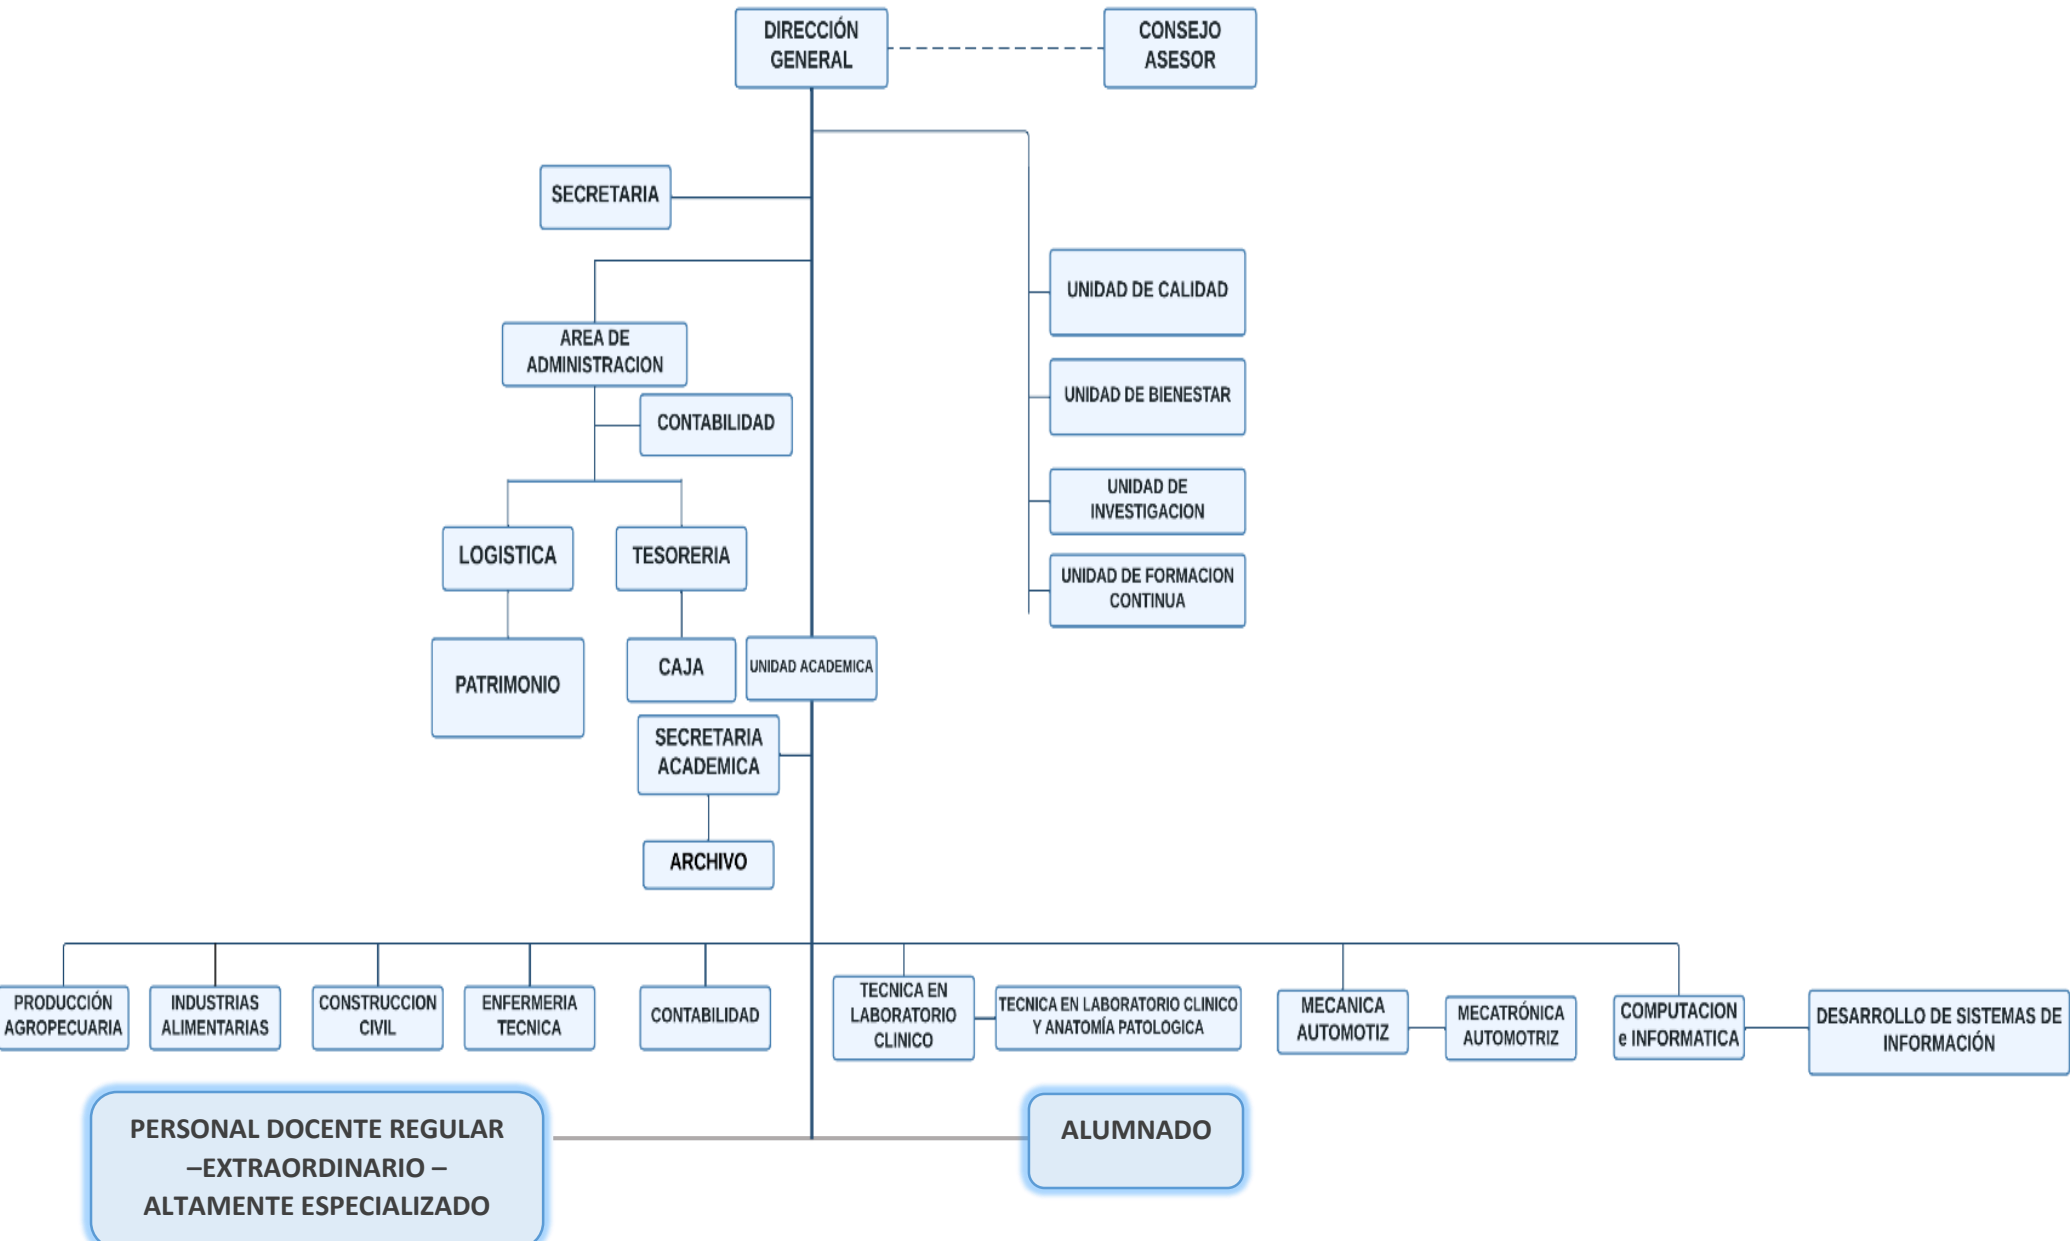 DIRECCIÓN
GENERAL
CONSEJO
ASESOR
SECRETARIA
UNIDAD DE CALIDAD
AREA DE
ADMINISTRACION
UNIDAD DE BIENESTAR
CONTABILIDAD
UNIDAD DE
INVESTIGACION
LOGISTICA
TESORERIA
UNIDAD DE FORMACION
CONTINUA
PATRIMONIO
CAJA
UNIDAD ACADEMICA
SECRETARIA
ACADEMICA
ARCHIVO
PRODUCCIÓN
AGROPECUARIA
INDUSTRIAS
ALIMENTARIAS
CONSTRUCCION
CIVIL
ENFERMERIA
TECNICA
CONTABILIDAD
TECNICA EN
LABORATORIO
CLINICO
TECNICA EN LABORATORIO CLINICO
Y ANATOMÍA PATOLOGICA
MECANICA
AUTOMOTIZ
MECATRÓNICA
AUTOMOTRIZ
COMPUTACION
e INFORMATICA
DESARROLLO DE SISTEMAS DE
INFORMACIÓN
PERSONAL DOCENTE REGULAR
–EXTRAORDINARIO –
ALTAMENTE ESPECIALIZADO
ALUMNADO